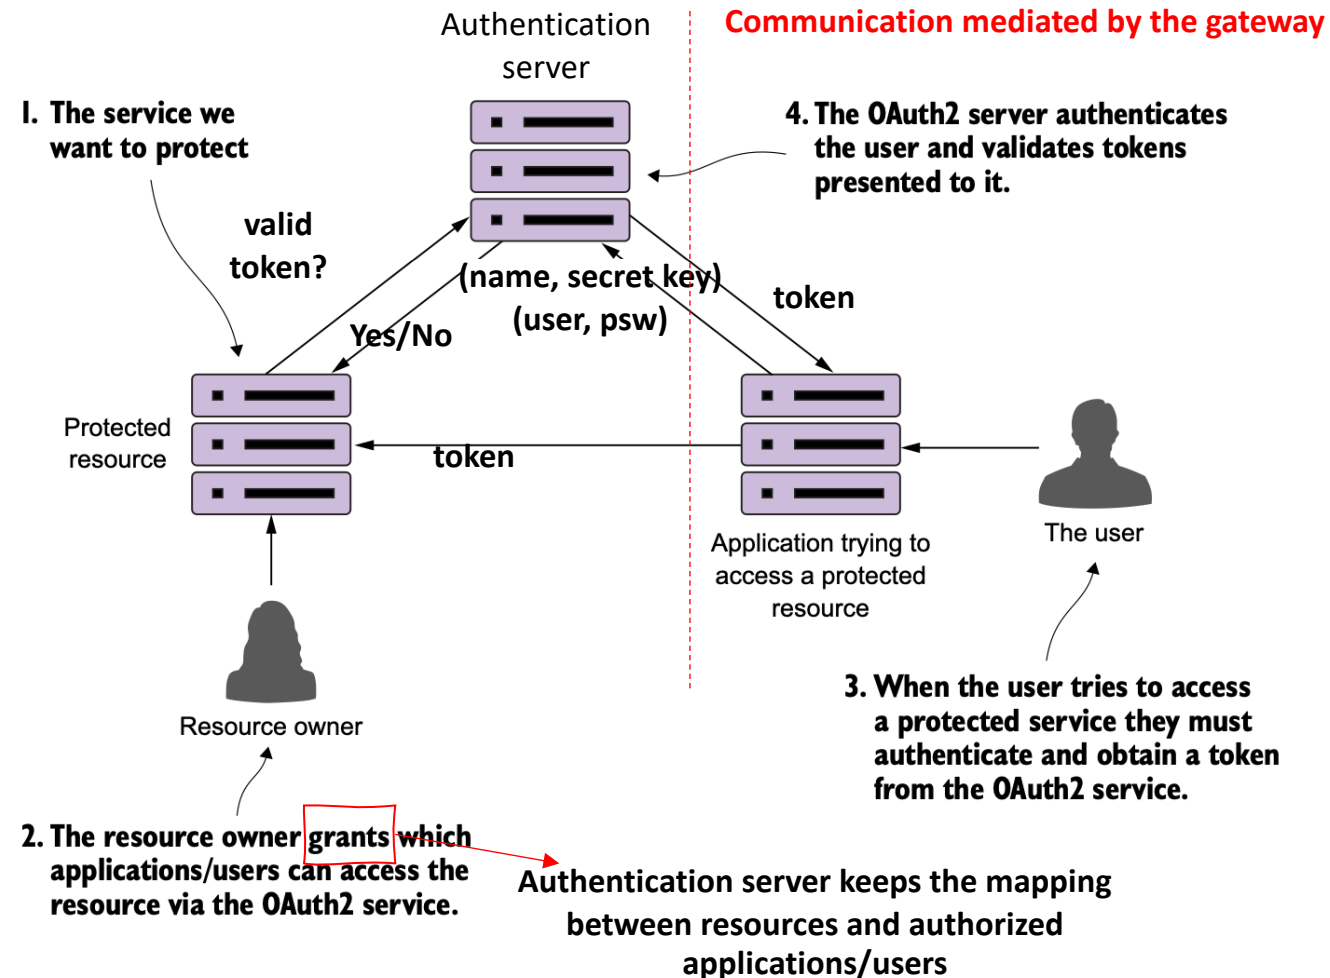 Authentication
server
Communication mediated by the gateway
1. The service we
want to protect
4. The OAuth2 server authenticates
the user and validates tokens
presented to it.
valid
token?
(name, secret key)
(user, psw)
token
Yes/No
Protected
resource
token
Application trying to
access a protected
resource
The user
Resource owner
3. When the user tries to access
a protected service they must
authenticate and obtain a token
from the OAuth2 service.
2. The resource owner grants which
applications/users can access the
resource via the OAuth2 service.
Authentication server keeps the mapping
between resources and authorized
applications/users